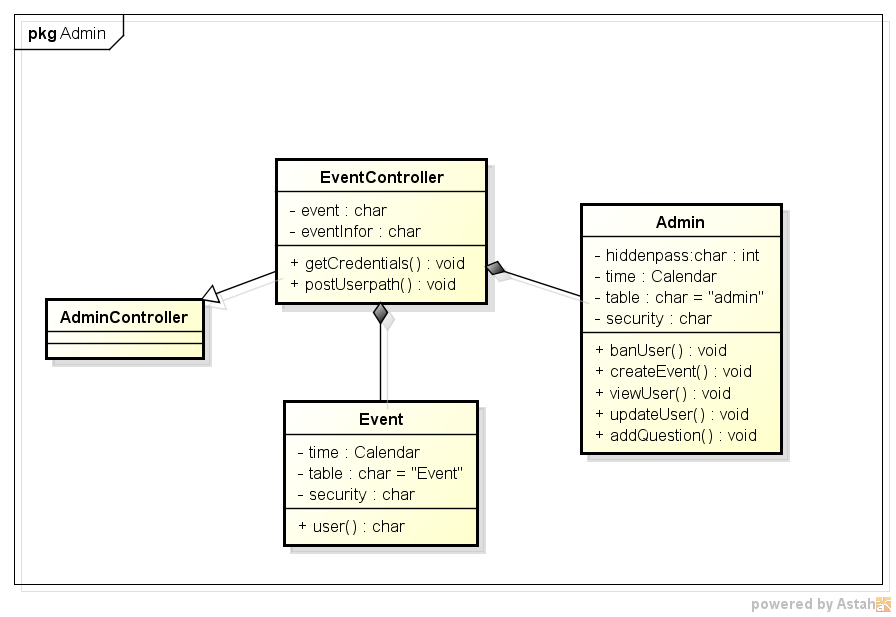 pkg Admin
EventController
- event : char
- eventInfor : char
+ getCredentials() : void
+ postUserpath() : void
Admin
- hiddenpass:char : int
- time : Calendar
- table : char = "admin"
- security : char
+ banUser() : void
+ createEvent() : void
+ viewUser() : void
+ updateUser() : void
+ addQuestion() : void
AdminController
Event
- time : Calendar
- table : char = "Event"
- security : char
+ user() : char
powered by Astah